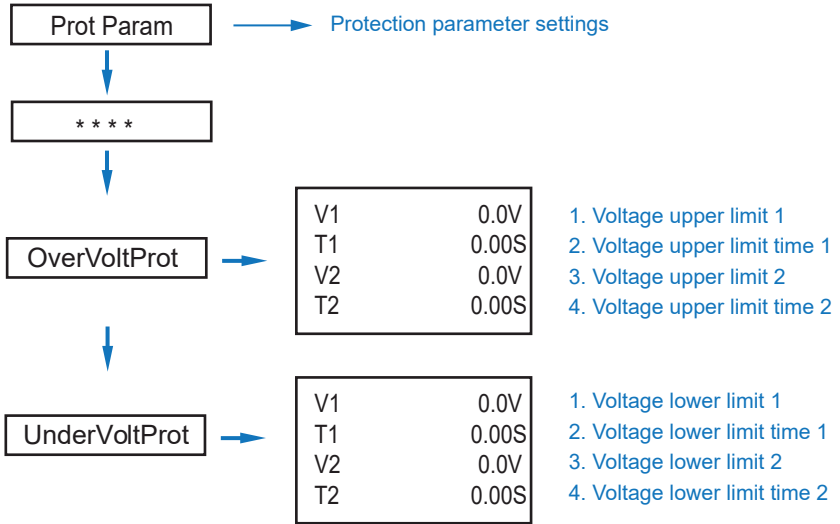 Prot Param
Protection parameter settings
* * * *
OverVoltProt
V1 0.0V
T1 0.00S
V2 0.0V
T2 0.00S
1. Voltage upper limit 1
2. Voltage upper limit time 1
3. Voltage upper limit 2
4. Voltage upper limit time 2
UnderVoltProt
V1 0.0V
T1 0.00S
V2 0.0V
T2 0.00S
1. Voltage lower limit 1
2. Voltage lower limit time 1
3. Voltage lower limit 2
4. Voltage lower limit time 2